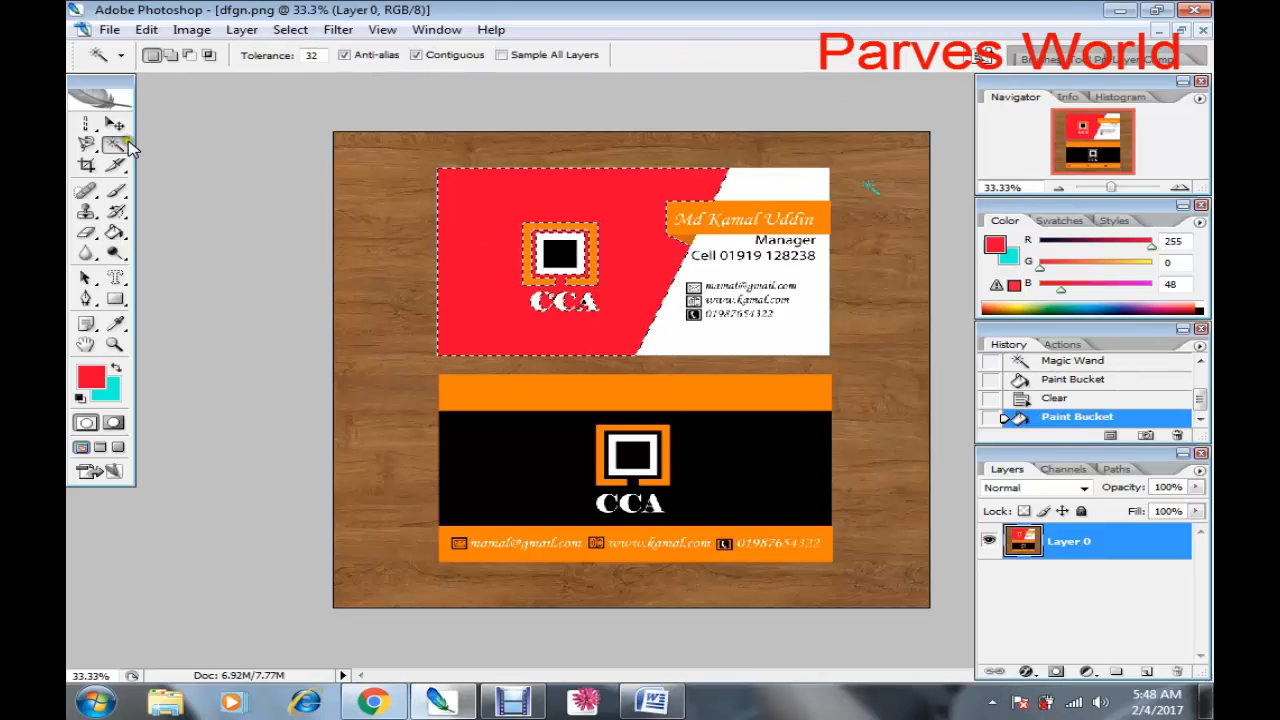 Adobe Photoshop - [dfgn.png @ 33.3% (Layer 0, RGB/8)]
File Edit Image Layer Select Filter View Window Help
Parves World
Tolerance: 32 Anti-alias Contiguous Sample All Layers
Navigator Info Histogram
33.33%
Color Swatches Styles
R 255
G 0
B 48
History Actions
Magic Wand
Paint Bucket
Clear
Paint Bucket
Layers Channels Paths
Normal Opacity: 100%
Lock: Fill: 100%
Layer 0
Md Kamal Uddin
Manager
Cell 01919 128238
mamal@gmail.com
www.kamal.com
01987654322
CCA
CCA
mamal@gmail.com www.kamal.com 01987654322
33.33% Doc: 6.92M/7.77M
5:48 AM
2/4/2017